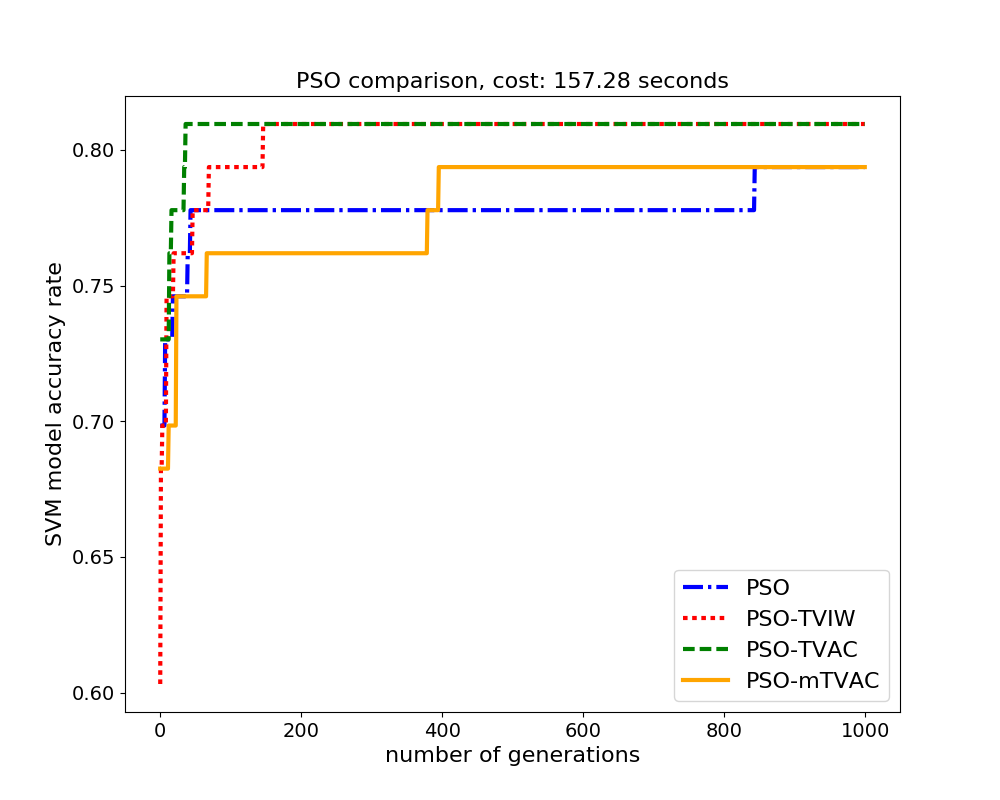 PSO comparison, cost: 157.28 seconds
SVM model accuracy rate
0.80
0.75
0.70
0.65
0.60
0
200
400
600
800
1000
number of generations
PSO
PSO-TVIW
PSO-TVAC
PSO-mTVAC